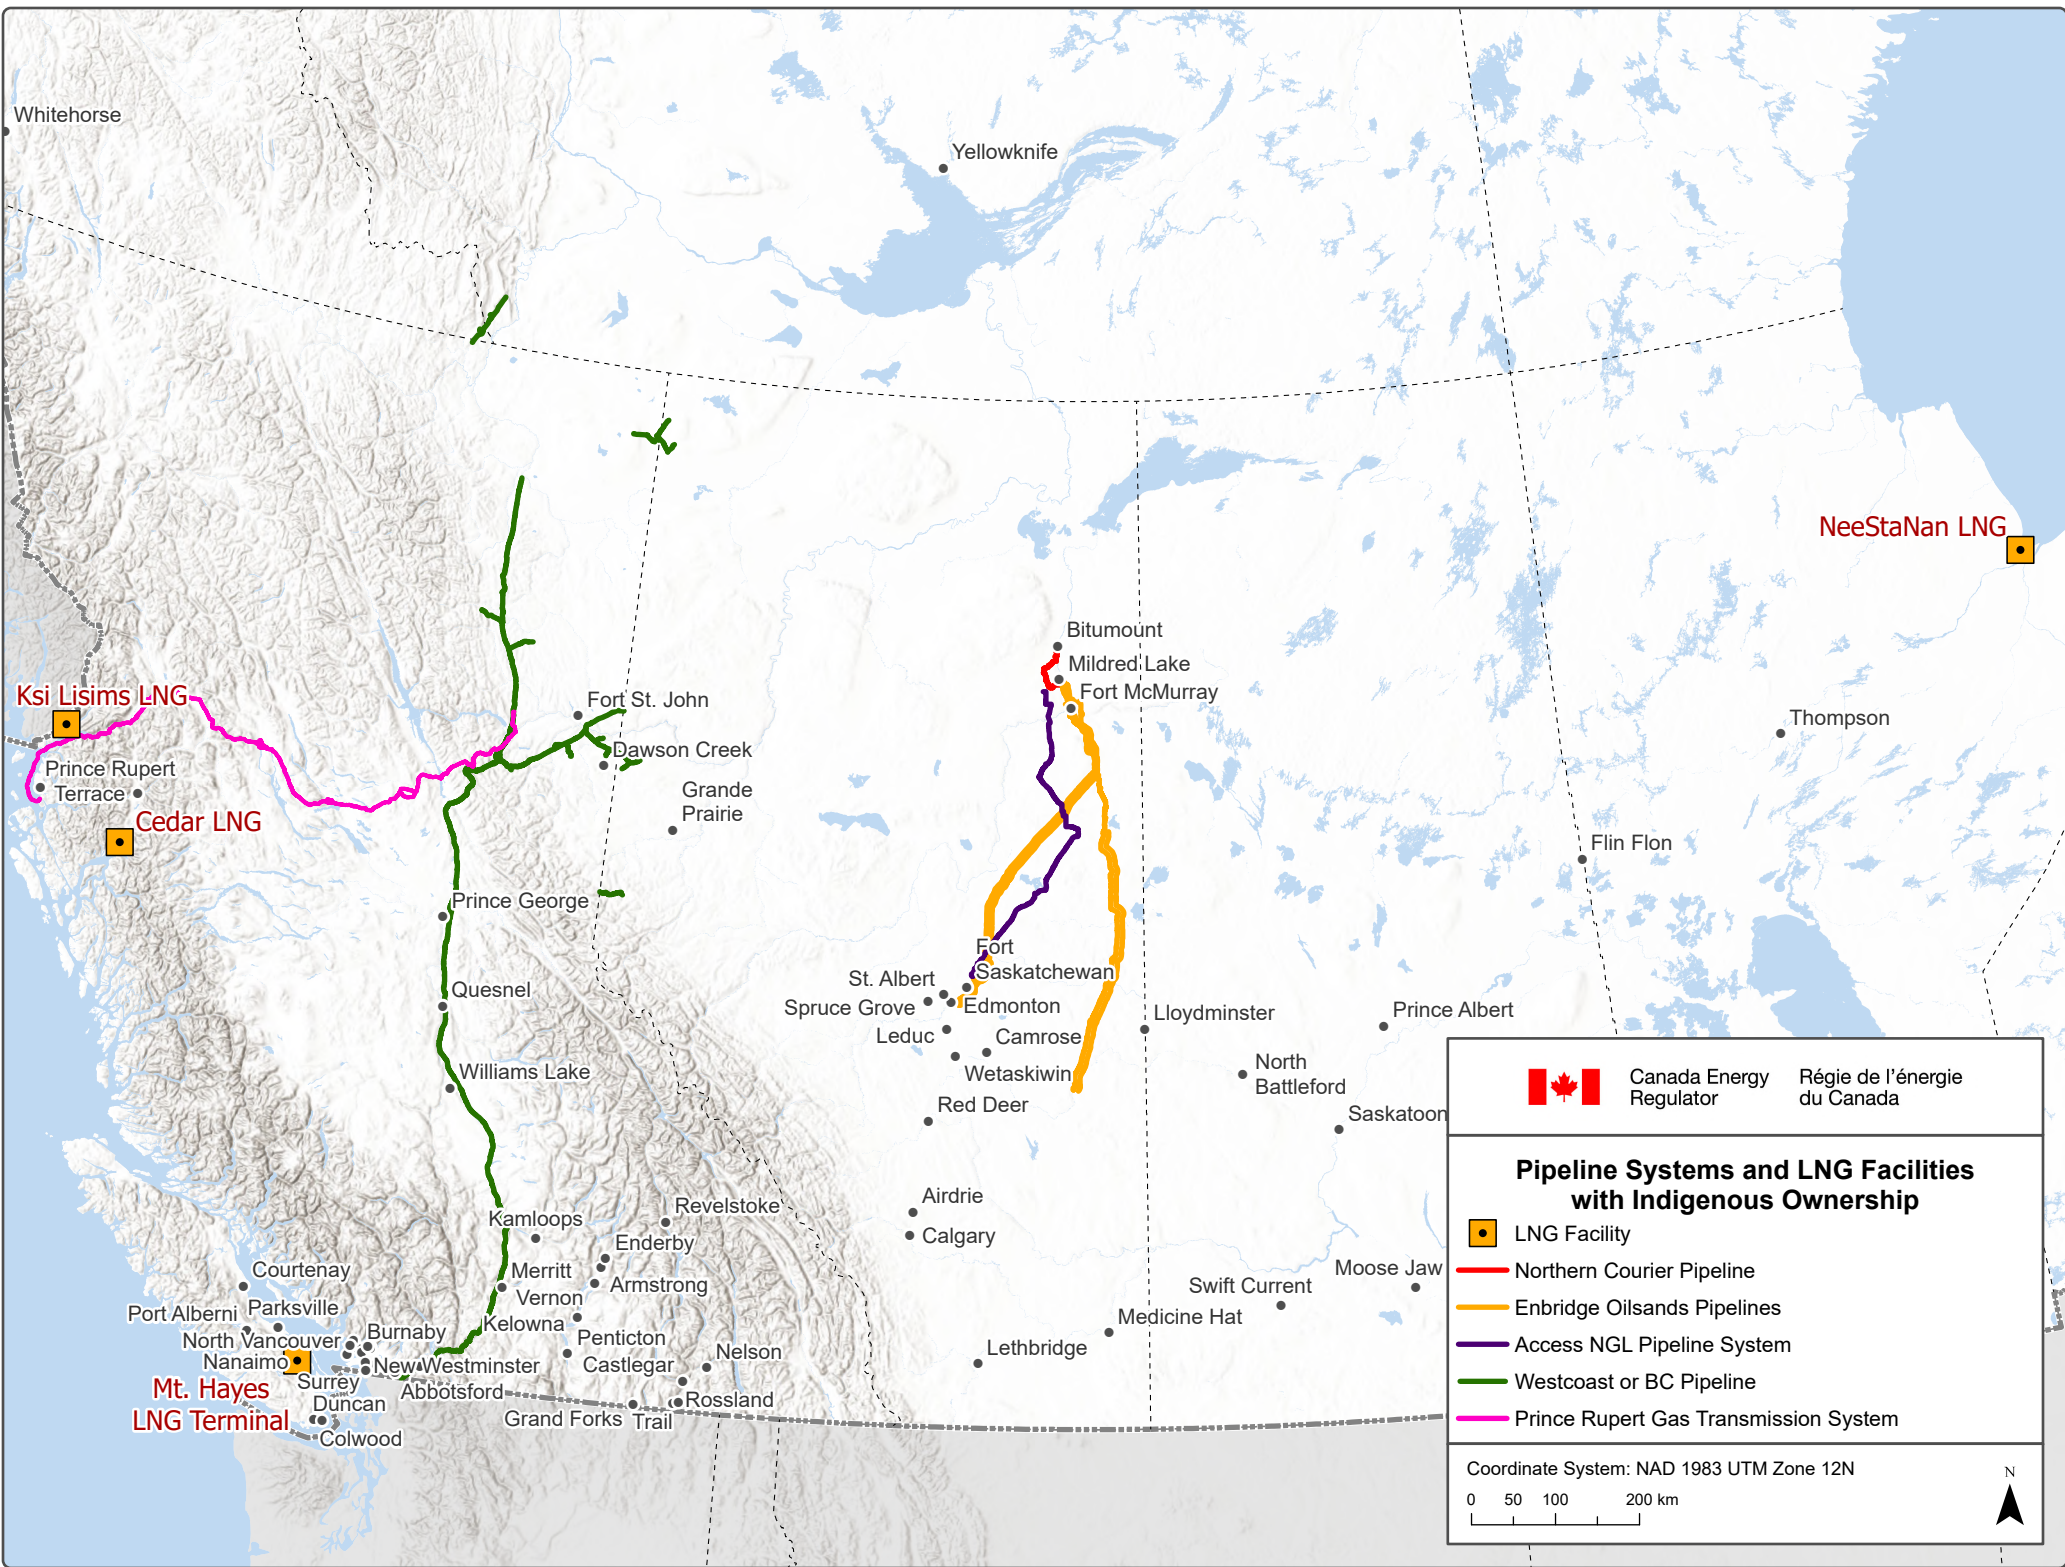 Whitehorse
Yellowknife
NeeStaNan LNG
Bitumount
Mildred Lake
Fort McMurray
Ksi Lisims LNG
Fort St. John
Thompson
Dawson Creek
Prince Rupert
Terrace
Grande
Prairie
Cedar LNG
Flin Flon
Prince George
Fort
Saskatchewan
St. Albert
Spruce Grove
Edmonton
Quesnel
Lloydminster
Prince Albert
Leduc
Camrose
Williams Lake
Wetaskiwin
North
Battleford
Red Deer
Saskatoon
Airdrie
Revelstoke
Kamloops
Calgary
Enderby
Courtenay
Merritt
Armstrong
Moose Jaw
Swift Current
Vernon
Port Alberni
Parksville
Kelowna
Medicine Hat
North Vancouver
Burnaby
Penticton
Nelson
Lethbridge
Nanaimo
New Westminster
Castlegar
Surrey
Abbotsford
Mt. Hayes
LNG Terminal
Duncan
Rossland
Grand Forks
Trail
Colwood
Canada Energy
Regulator
Régie de l'énergie
du Canada
Pipeline Systems and LNG Facilities
with Indigenous Ownership
LNG Facility
Northern Courier Pipeline
Enbridge Oilsands Pipelines
Access NGL Pipeline System
Westcoast or BC Pipeline
Prince Rupert Gas Transmission System
Coordinate System: NAD 1983 UTM Zone 12N
N
0 50 100 200 km